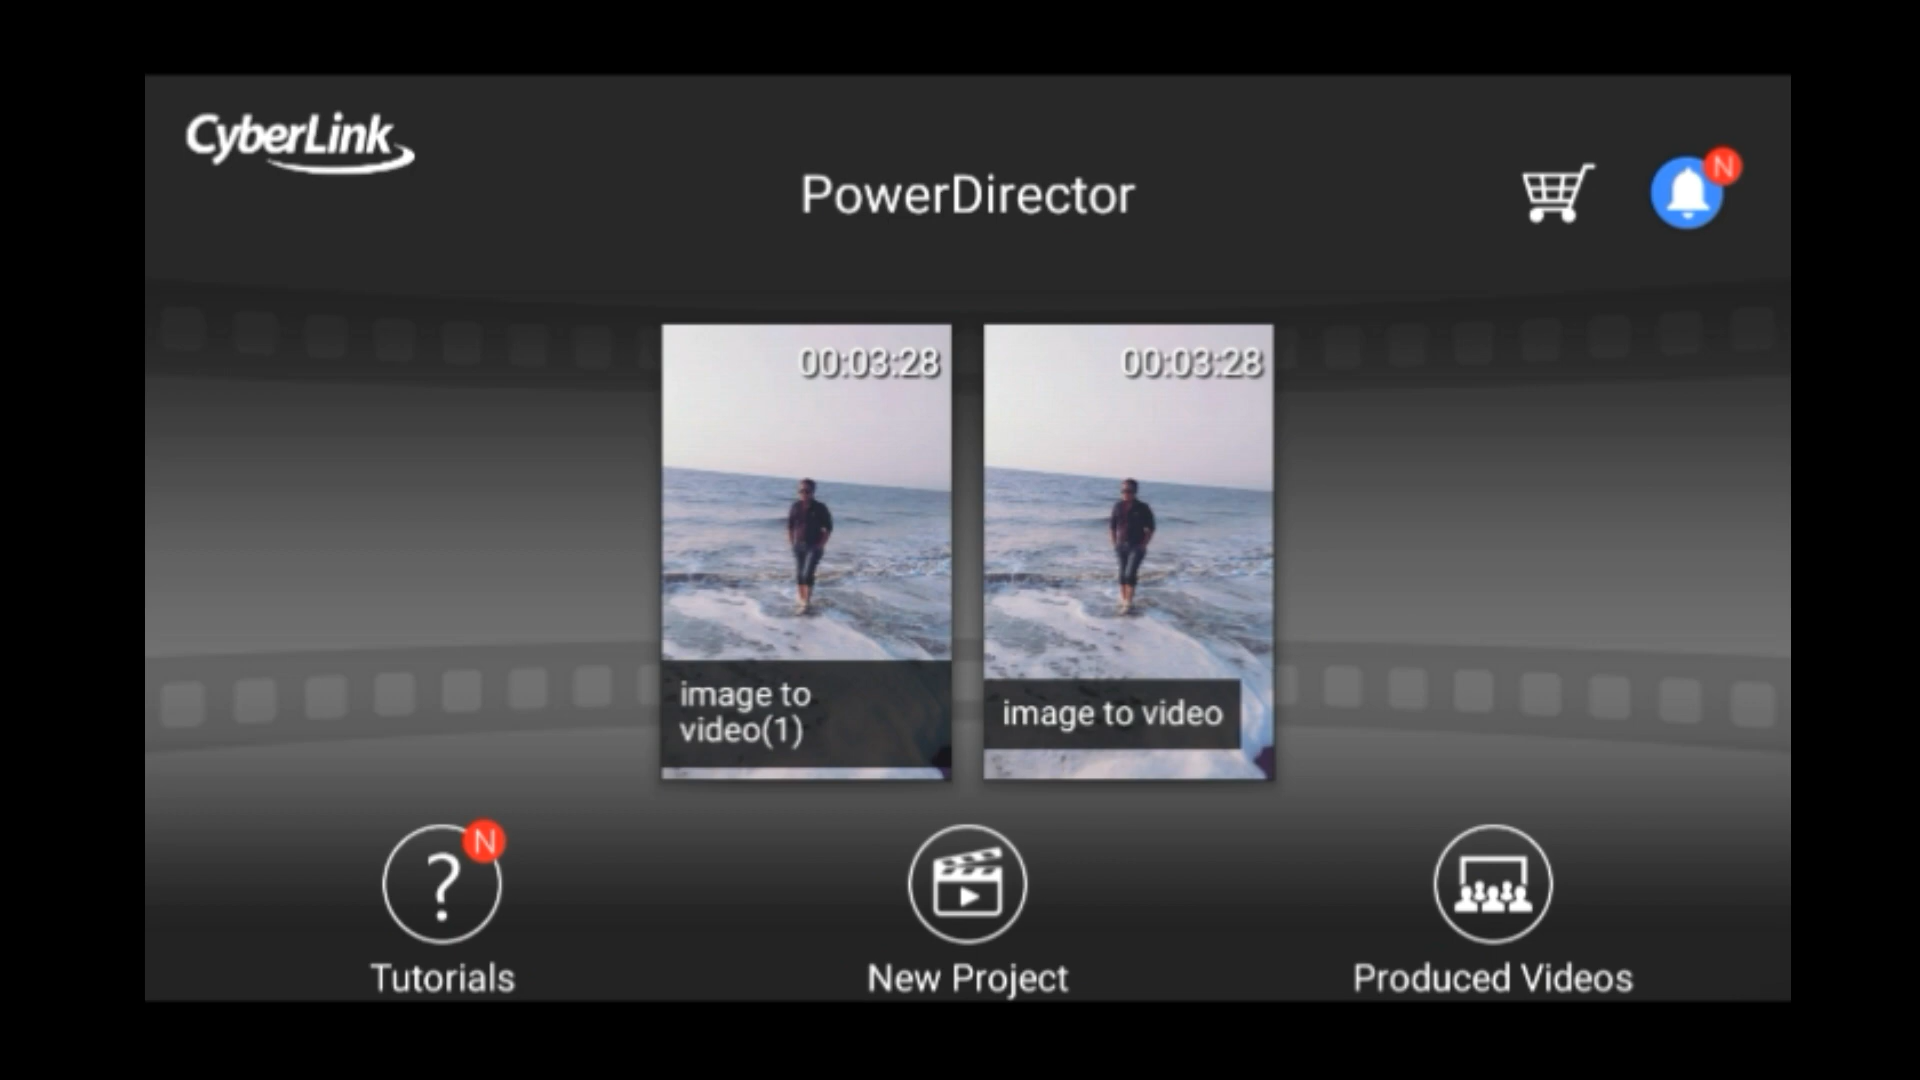 CyberLink
PowerDirector
N
00:03:28
00:03:28
image to
video(1)
image to video
N
?
Tutorials
New Project
Produced Videos